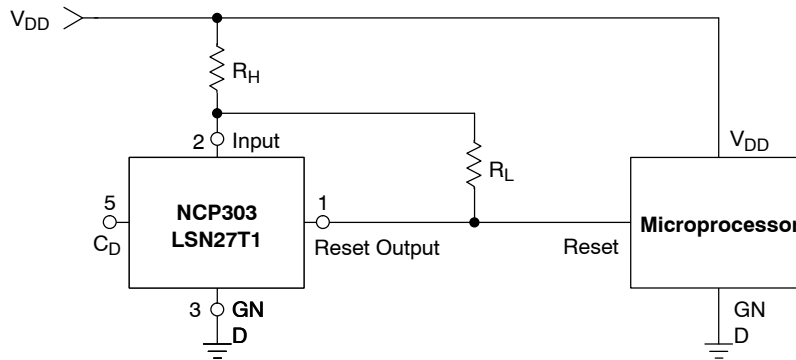 VDD
RH
2 Input
VDD
RL
5
NCP303
LSN27T1
1
Microprocessor
CD
Reset Output
Reset
3 GN
D
GN
D